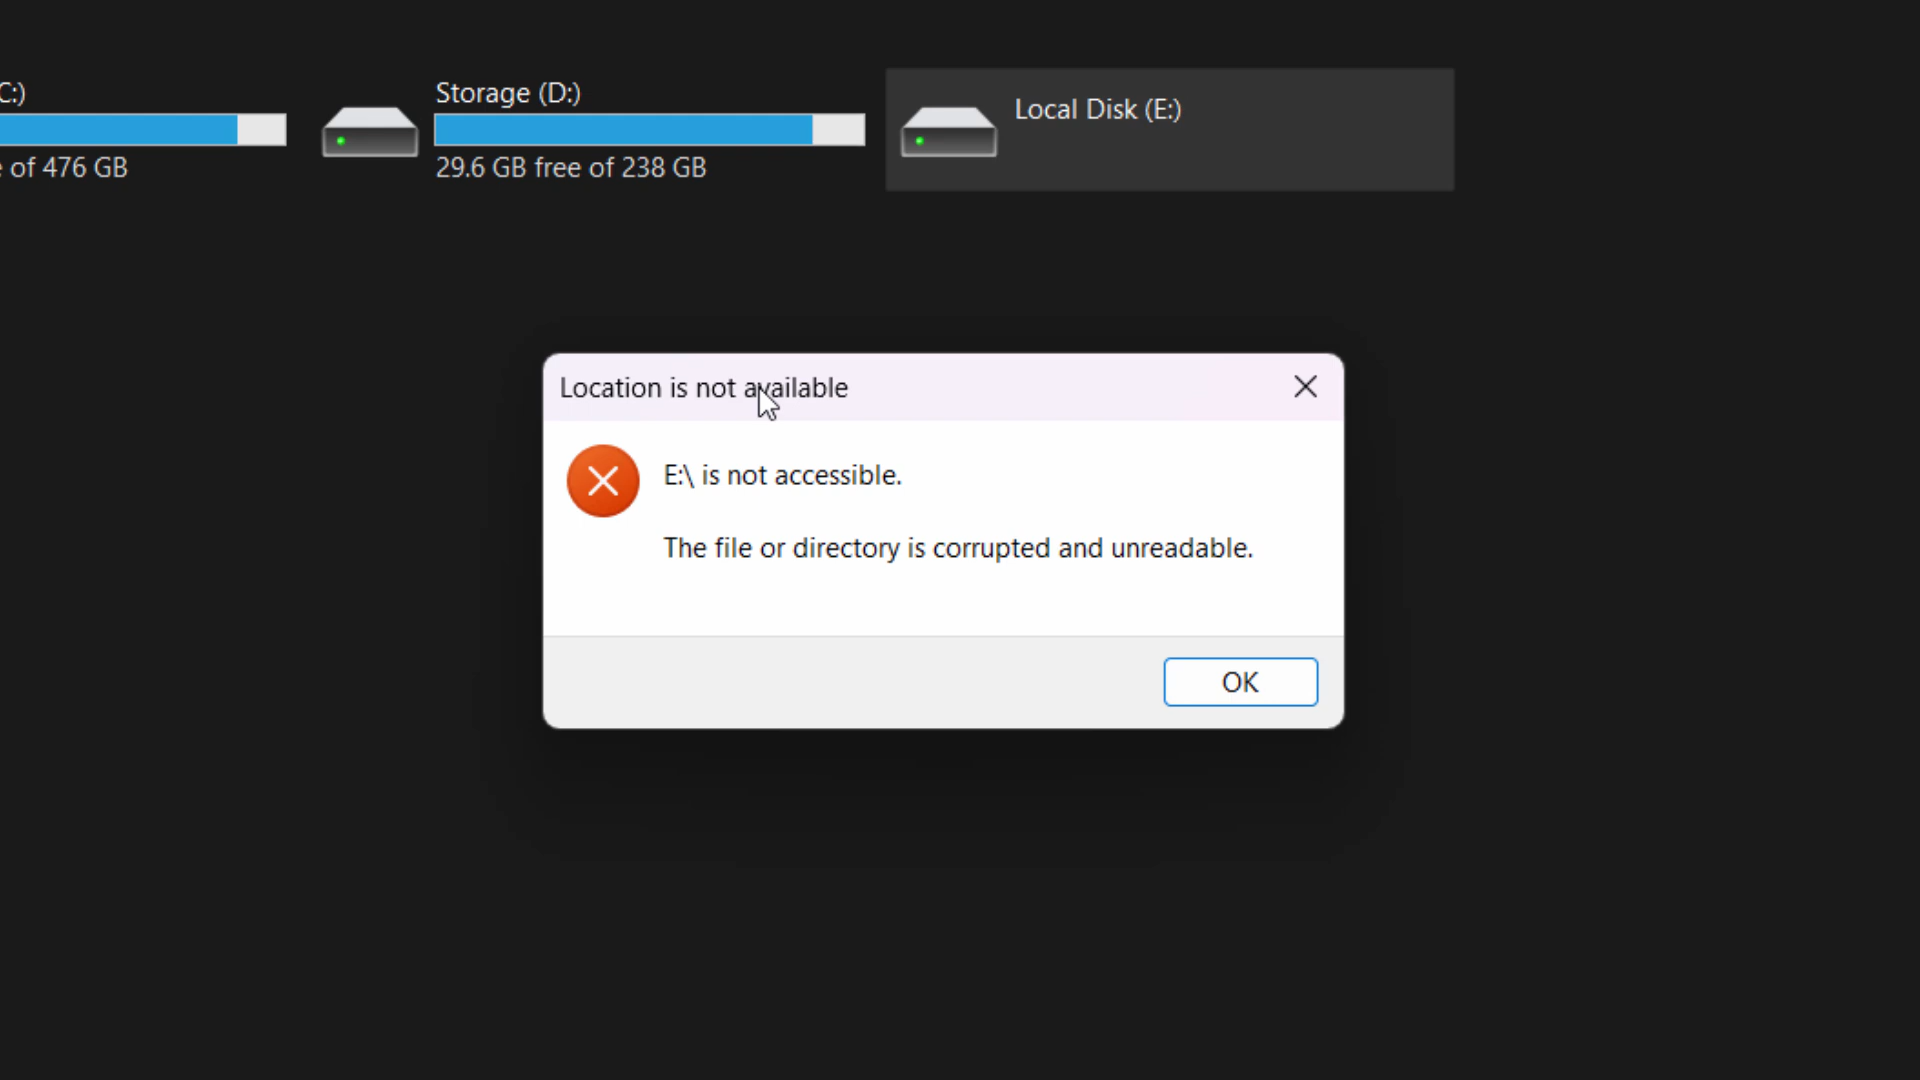 C:)
of 476 GB
Storage (D:)
29.6 GB free of 238 GB
Local Disk (E:)
Location is not available
E:\ is not accessible.
The file or directory is corrupted and unreadable.
OK